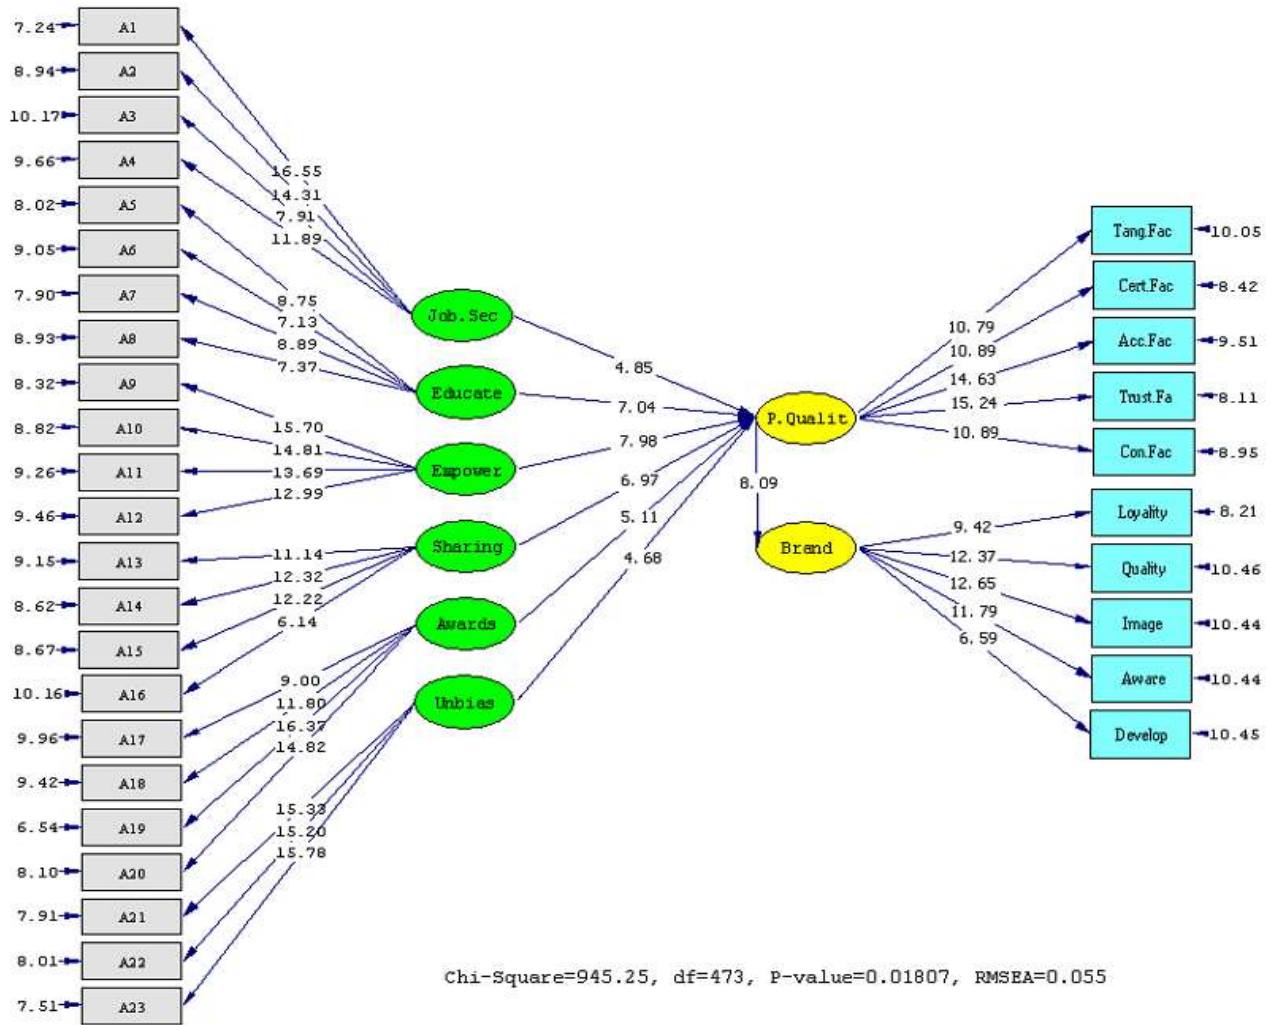 7.24 A1
8.94 A2
10.17 A3
9.66 A4
8.02 A5
9.05 A6
7.90 A7
8.93 A8
8.32 A9
8.82 A10
9.26 A11
9.46 A12
9.15 A13
8.62 A14
8.67 A15
10.16 A16
9.96 A17
9.42 A18
6.54 A19
8.10 A20
7.91 A21
8.01 A22
7.51 A23
16.55
14.31
7.91
11.89
8.75
7.13
8.89
7.37
15.70
14.81
13.69
12.99
11.14
12.32
12.22
6.14
9.00
11.80
16.37
14.82
15.33
15.20
15.78
Job.Sec
Educate
Empower
Sharing
Awards
Unbias
4.85
7.04
7.98
6.97
5.11
4.68
P.Qualit
8.09
Brand
10.79
10.89
14.63
15.24
10.89
9.42
12.37
12.65
11.79
6.59
Tang.Fac 10.05
Cert.Fac 8.42
Acc.Fac 9.51
Trust.Fa 8.11
Con.Fac 8.95
Loyality 8.21
Quality 10.46
Image 10.44
Aware 10.44
Develop 10.45
Chi-Square=945.25, df=473, P-value=0.01807, RMSEA=0.055